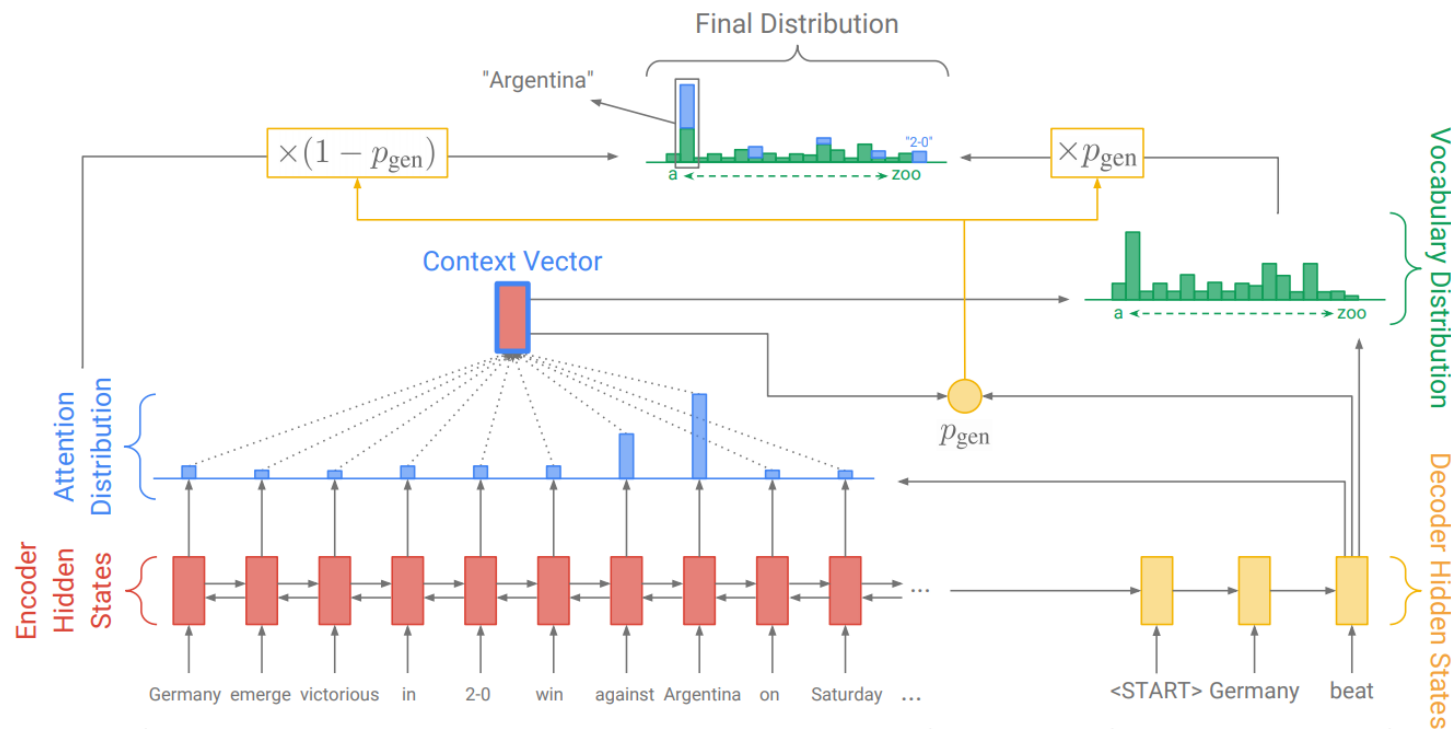 Final Distribution
"Argentina"
×(1 − p_gen)
"2-0"
×p_gen
a
zoo
Context Vector
Vocabulary Distribution
a
zoo
Attention
Distribution
p_gen
Encoder
Hidden
States
...
Decoder Hidden States
Germany emerge victorious in 2-0 win against Argentina on Saturday ...
<START> Germany beat